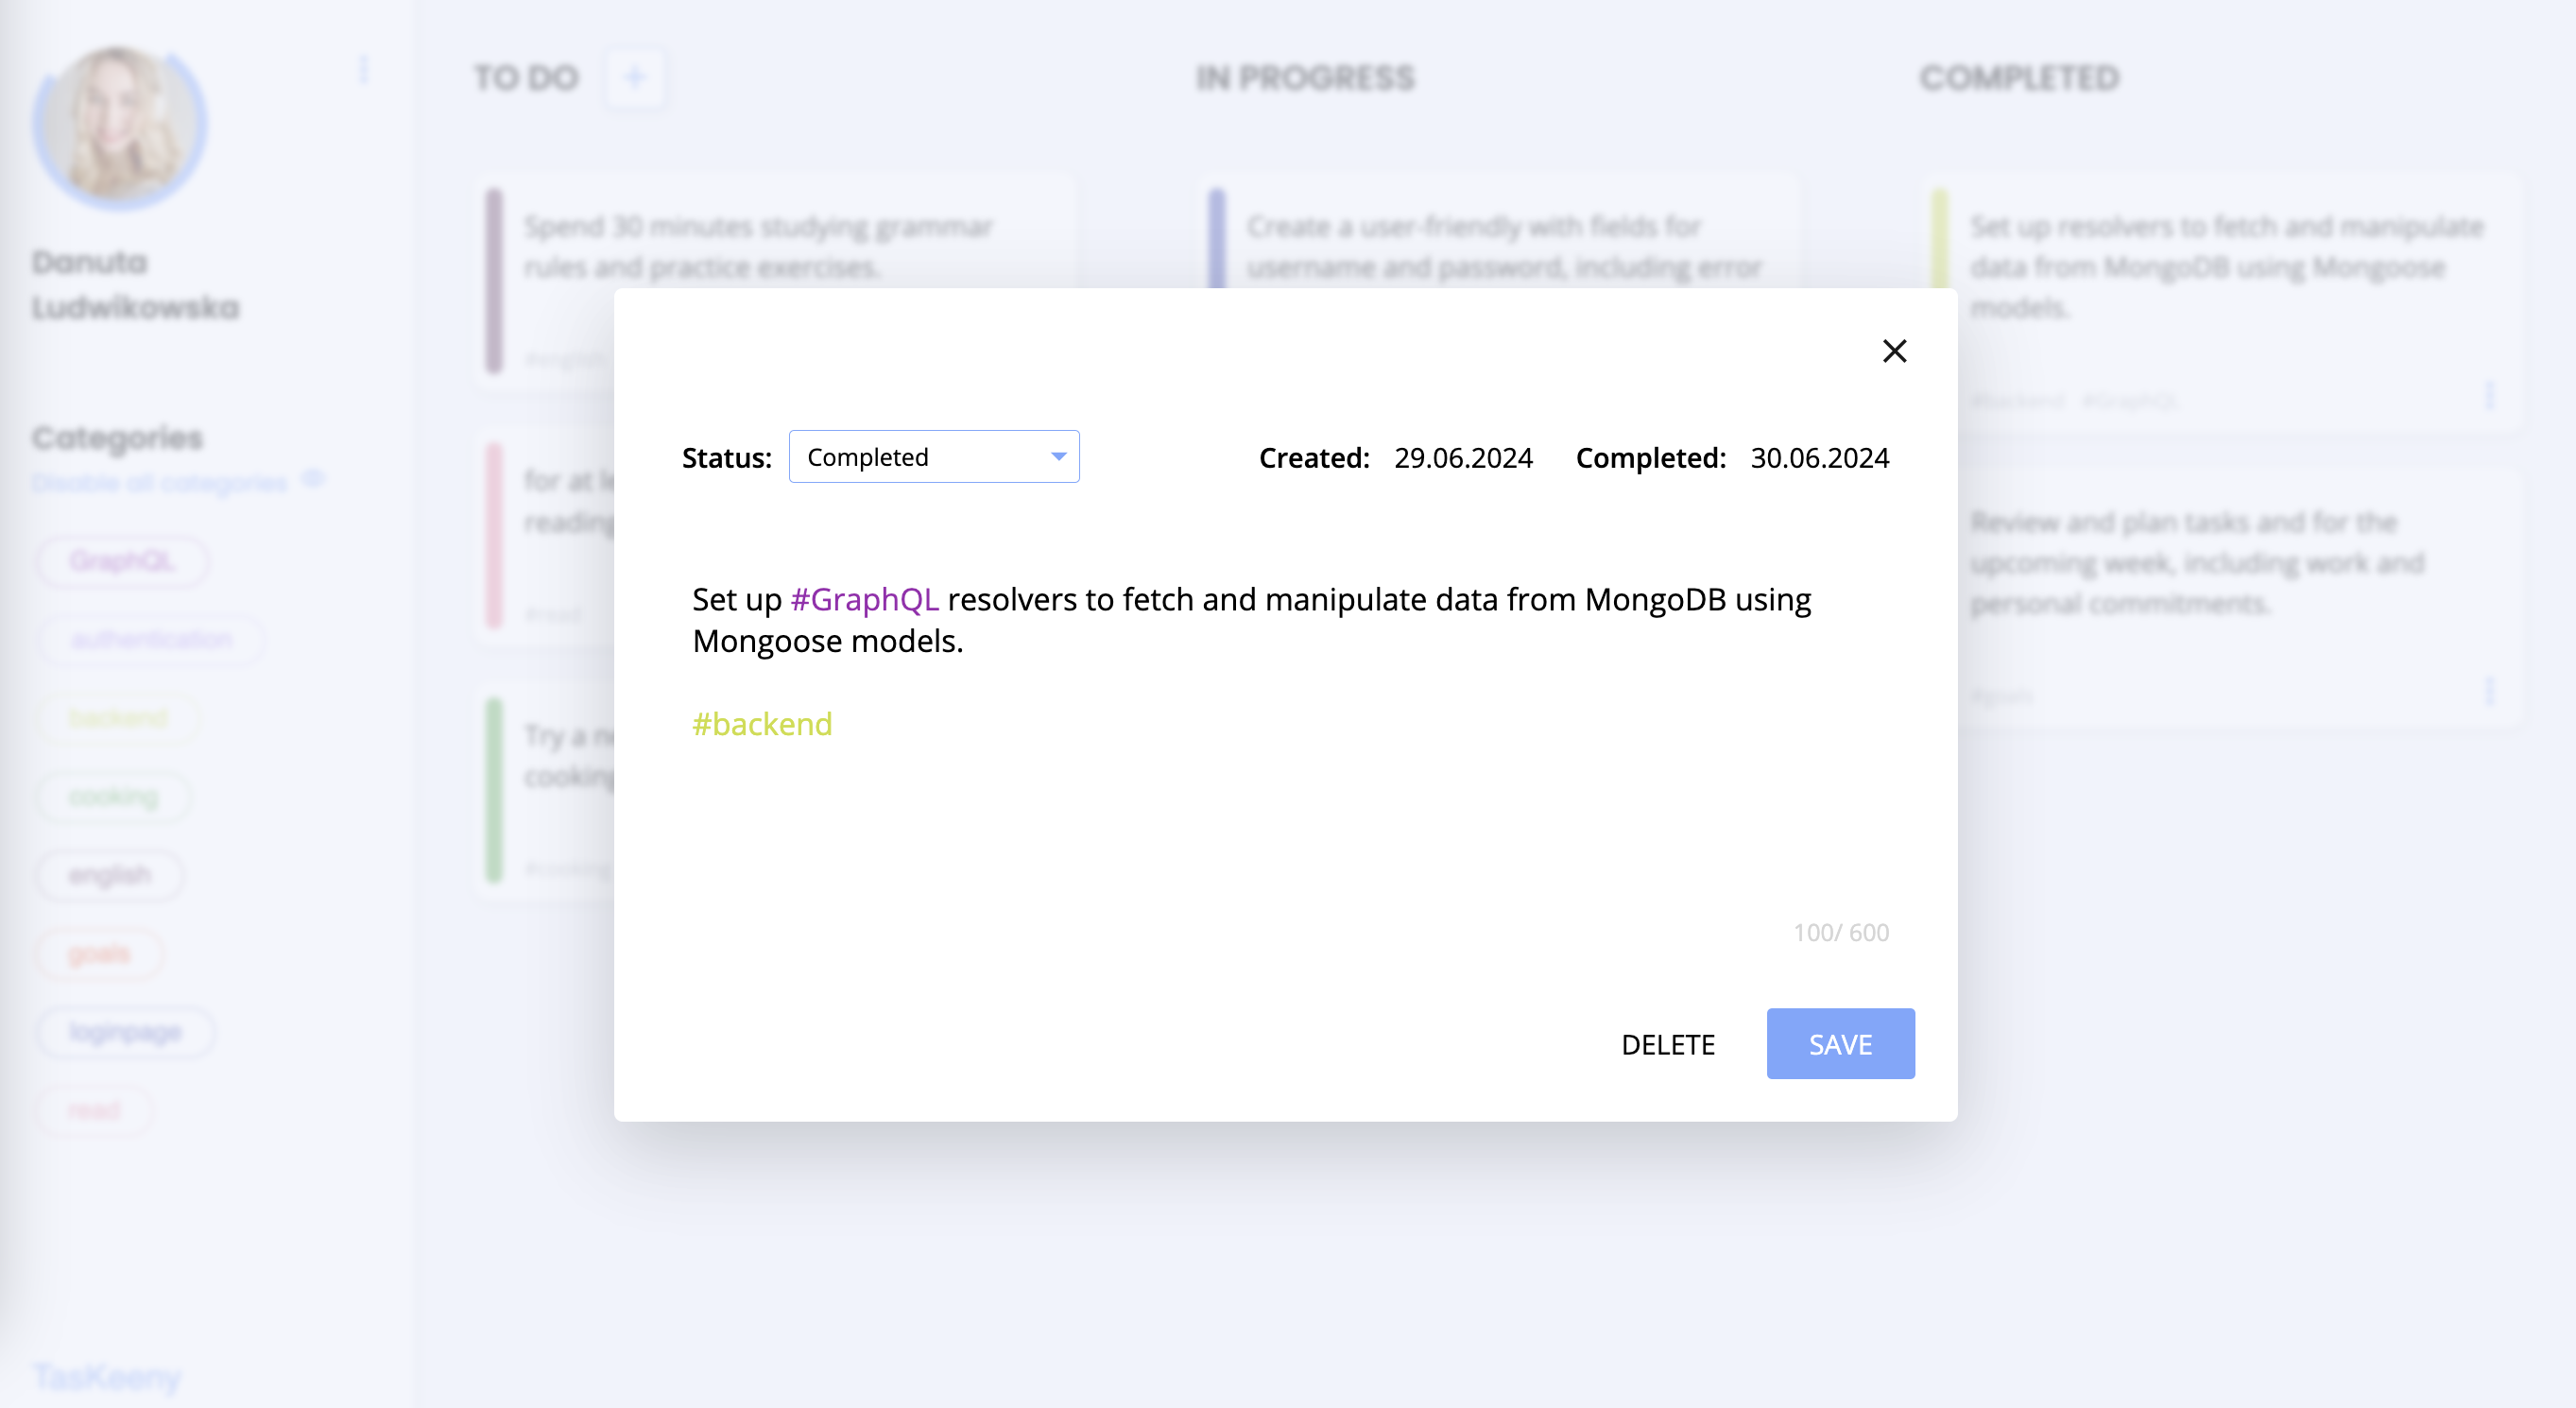 Danuta
Ludwikowska
Categories
Disable all categories
GraphQL
authentication
backend
cooking
english
goals
loginpage
read
TasKeeny
TO DO
+
Spend 30 minutes studying grammar
rules and practice exercises.
#english
for at
reading
#read
Try a
cooking
#cooking
IN PROGRESS
Create a user-friendly with fields for
username and password, including error
COMPLETED
Set up resolvers to fetch and manipulate
data from MongoDB using Mongoose
models.
#backend #GraphQL
Review and plan tasks and for the
upcoming week, including work and
personal commitments.
#goals
Status: Completed
Created: 29.06.2024 Completed: 30.06.2024
Set up #GraphQL resolvers to fetch and manipulate data from MongoDB using
Mongoose models.
#backend
100/ 600
DELETE
SAVE